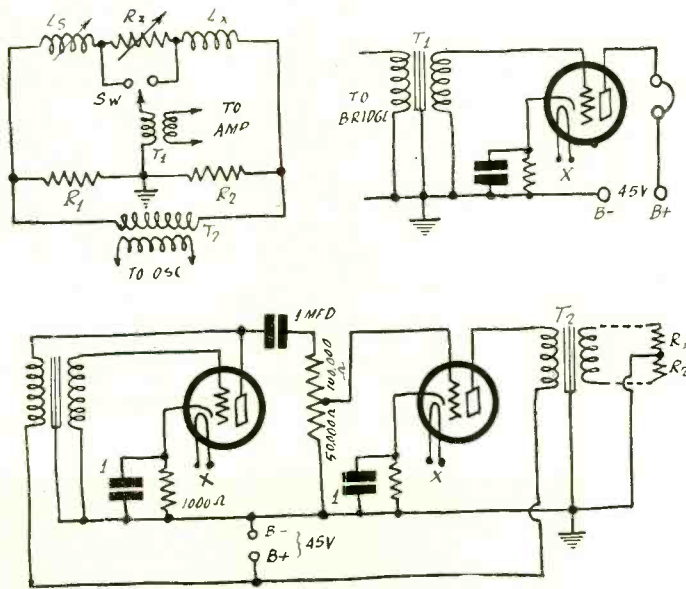 LS
R2
Lx
SW
TO
AMP
T1
R1
R2
T2
TO OSC
T1
TO
BRIDGE
X
B-
45V
B+
1 MFD
100,000
Ω
50,000Ω
1
1000Ω
X
1
X
B-
B+
45V
T2
R1
R2